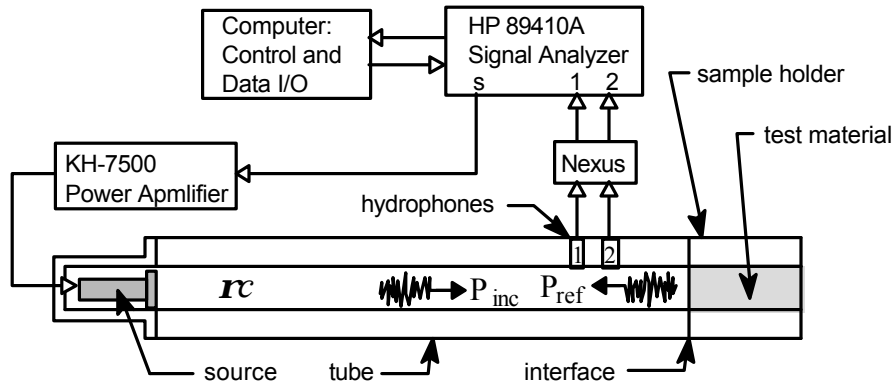 Computer:
Control and
Data I/O
HP 89410A
Signal Analyzer
s 1 2
sample holder
test material
KH-7500
Power Apmlifier
Nexus
hydrophones
1 2
rc
P inc
Pref
source
tube
interface